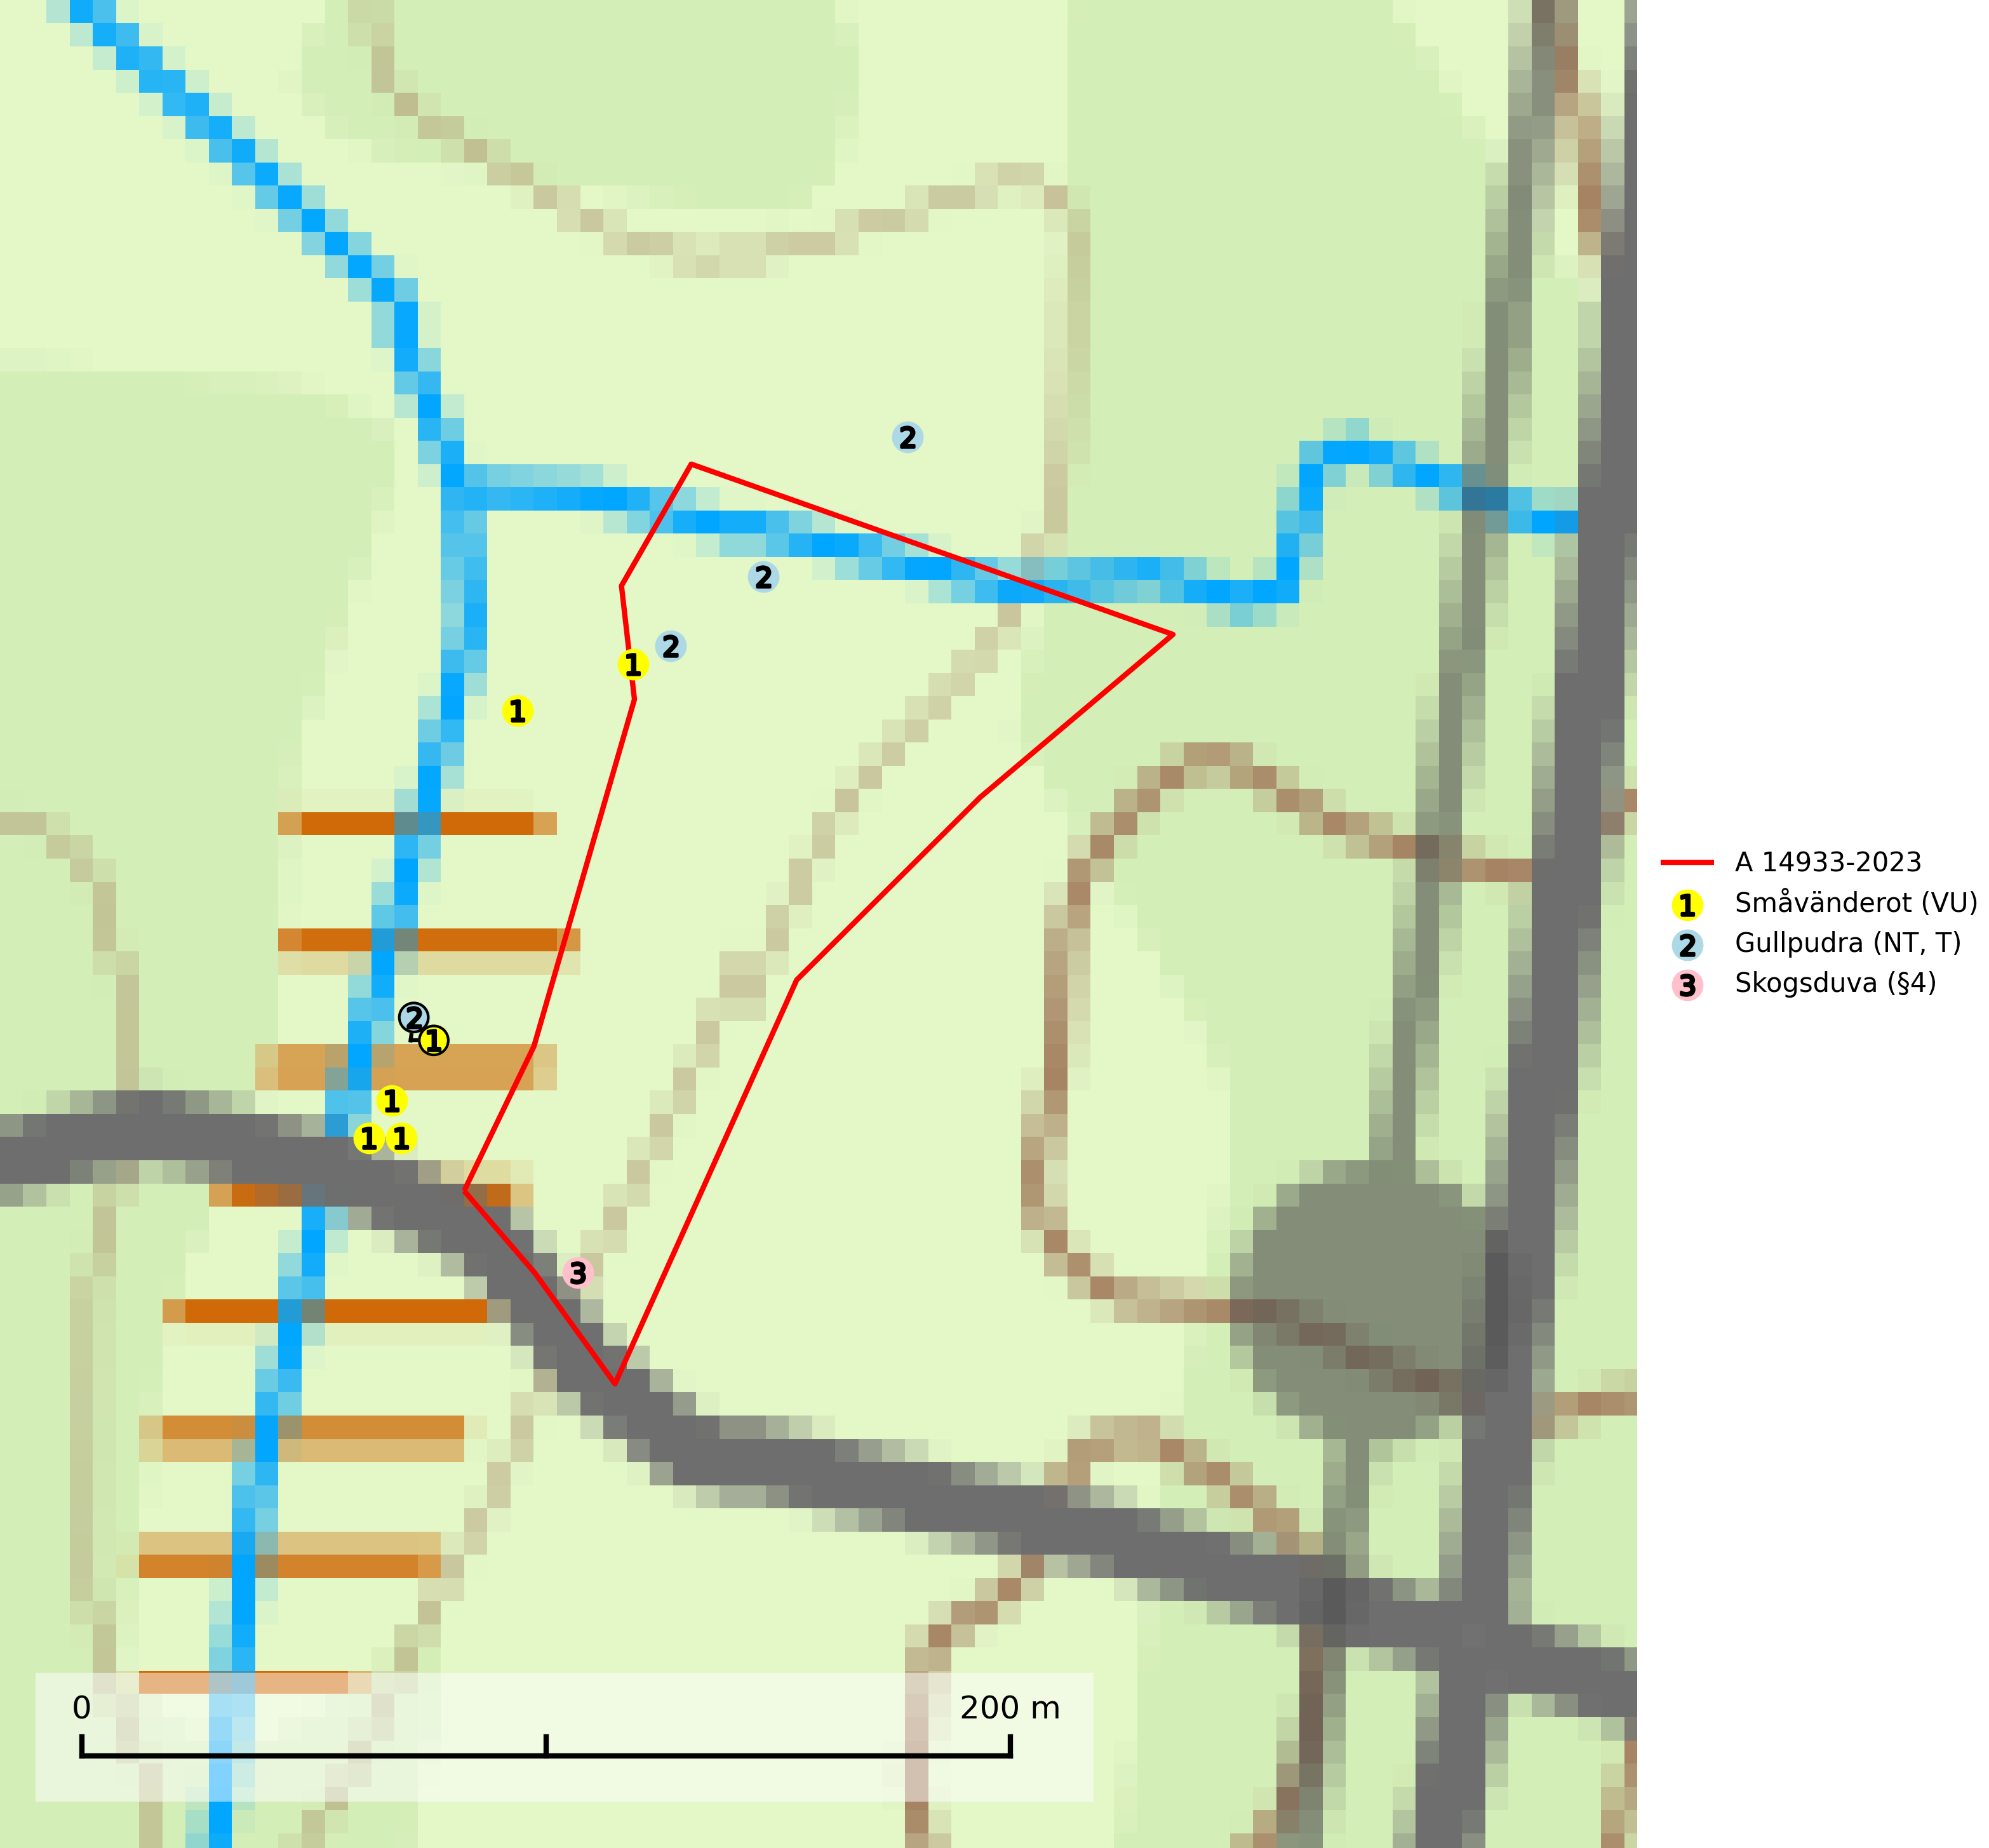 2
2
2
1
1
2
1
1
1 1
3
A 14933-2023
1 Småvänderot (VU)
2 Gullpudra (NT, T)
3 Skogsduva (§4)
0 200 m